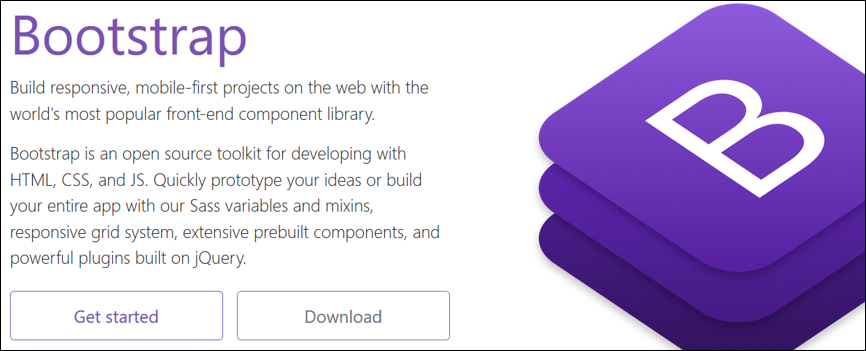 Bootstrap
Build responsive, mobile-first projects on the web with the
world's most popular front-end component library.
Bootstrap is an open source toolkit for developing with
HTML, CSS, and JS. Quickly prototype your ideas or build
your entire app with our Sass variables and mixins,
responsive grid system, extensive prebuilt components, and
powerful plugins built on jQuery.
Get started
Download
B